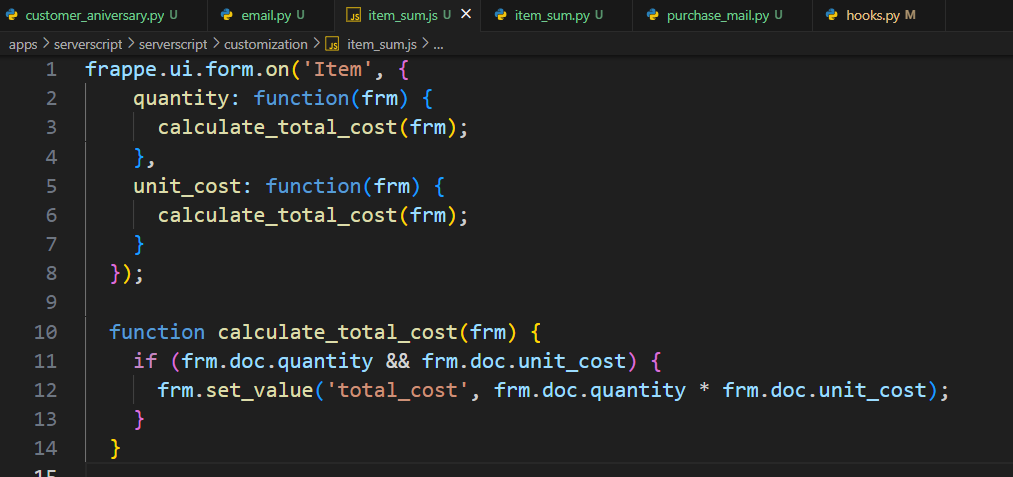 customer_aniversary.py U email.py U JS item_sum.js U × item_sum.py U purchase_mail.py U hooks.py M
apps > serverscript > serverscript > customization > JS item_sum.js > ...
1 frappe.ui.form.on('Item', {
2 quantity: function(frm) {
3 calculate_total_cost(frm);
4 },
5 unit_cost: function(frm) {
6 calculate_total_cost(frm);
7 }
8 });
9
10 function calculate_total_cost(frm) {
11 if (frm.doc.quantity && frm.doc.unit_cost) {
12 frm.set_value('total_cost', frm.doc.quantity * frm.doc.unit_cost);
13 }
14 }
15